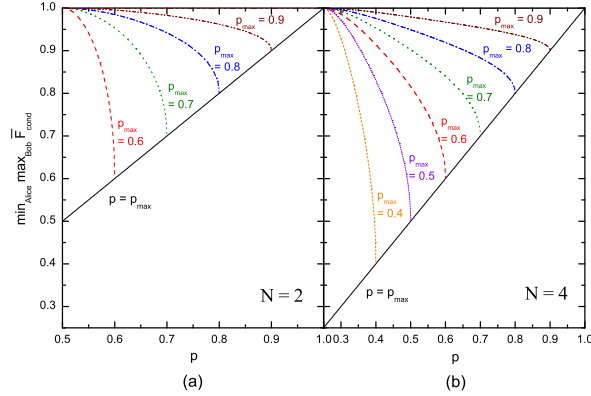 min_Alice max_Bob F̅_cond
1.0
0.9
0.8
0.7
0.6
0.5
0.4
0.3
p_max = 0.9
p_max
= 0.8
p_max
= 0.7
p_max
= 0.6
p = p_max
N = 2
0.5 0.6 0.7 0.8 0.9
p
(a)
p_max = 0.9
p_max
= 0.8
p_max
= 0.7
p_max
= 0.6
p_max
= 0.5
p_max
= 0.4
p = p_max
N = 4
1.0 0.3 0.4 0.5 0.6 0.7 0.8 0.9 1.0
p
(b)